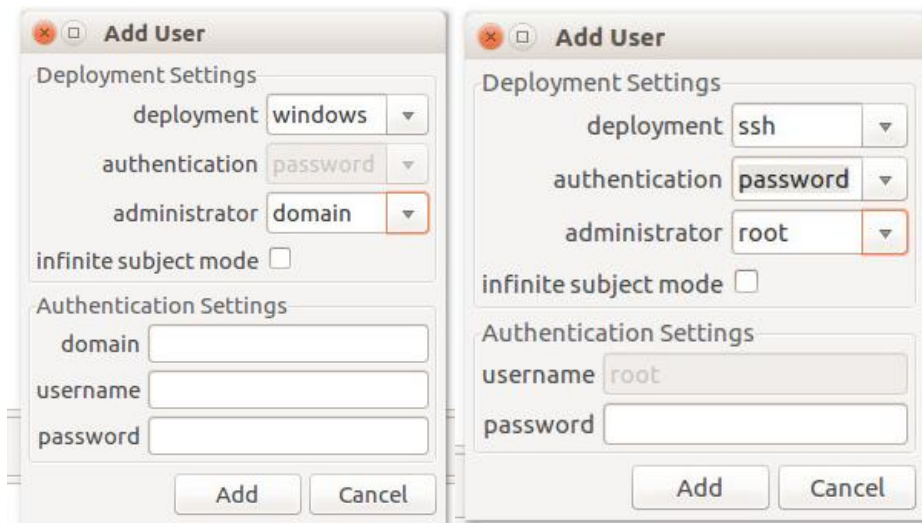 Add User
Deployment Settings
deployment windows
authentication password
administrator domain
infinite subject mode
Authentication Settings
domain
username
password
Add Cancel
Add User
Deployment Settings
deployment ssh
authentication password
administrator root
infinite subject mode
Authentication Settings
username root
password
Add Cancel